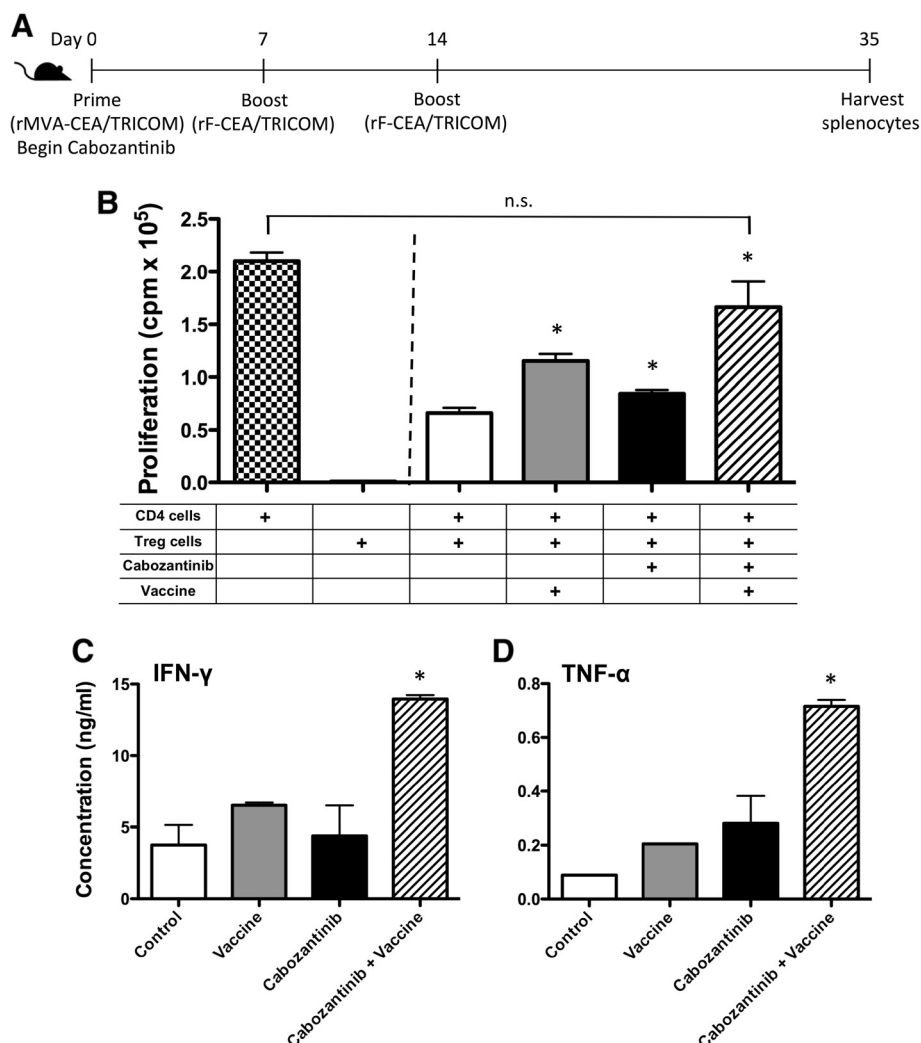 A
Day 0 7 14 35
Prime Boost Boost Harvest
(rMVA-CEA/TRICOM) (rF-CEA/TRICOM) (rF-CEA/TRICOM) splenocytes
Begin Cabozantinib
B
n.s.
Proliferation (cpm x 10⁵)
2.5
2.0
1.5
1.0
0.5
0.0
* * *
CD4 cells + + + + +
Treg cells + + + + +
Cabozantinib + +
Vaccine + +
C
IFN-γ
Concentration (ng/ml)
15
10
5
0
*
Control
Vaccine
Cabozantinib
Cabozantinib + Vaccine
D
TNF-α
0.8
0.6
0.4
0.2
0.0
*
Control
Vaccine
Cabozantinib
Cabozantinib + Vaccine